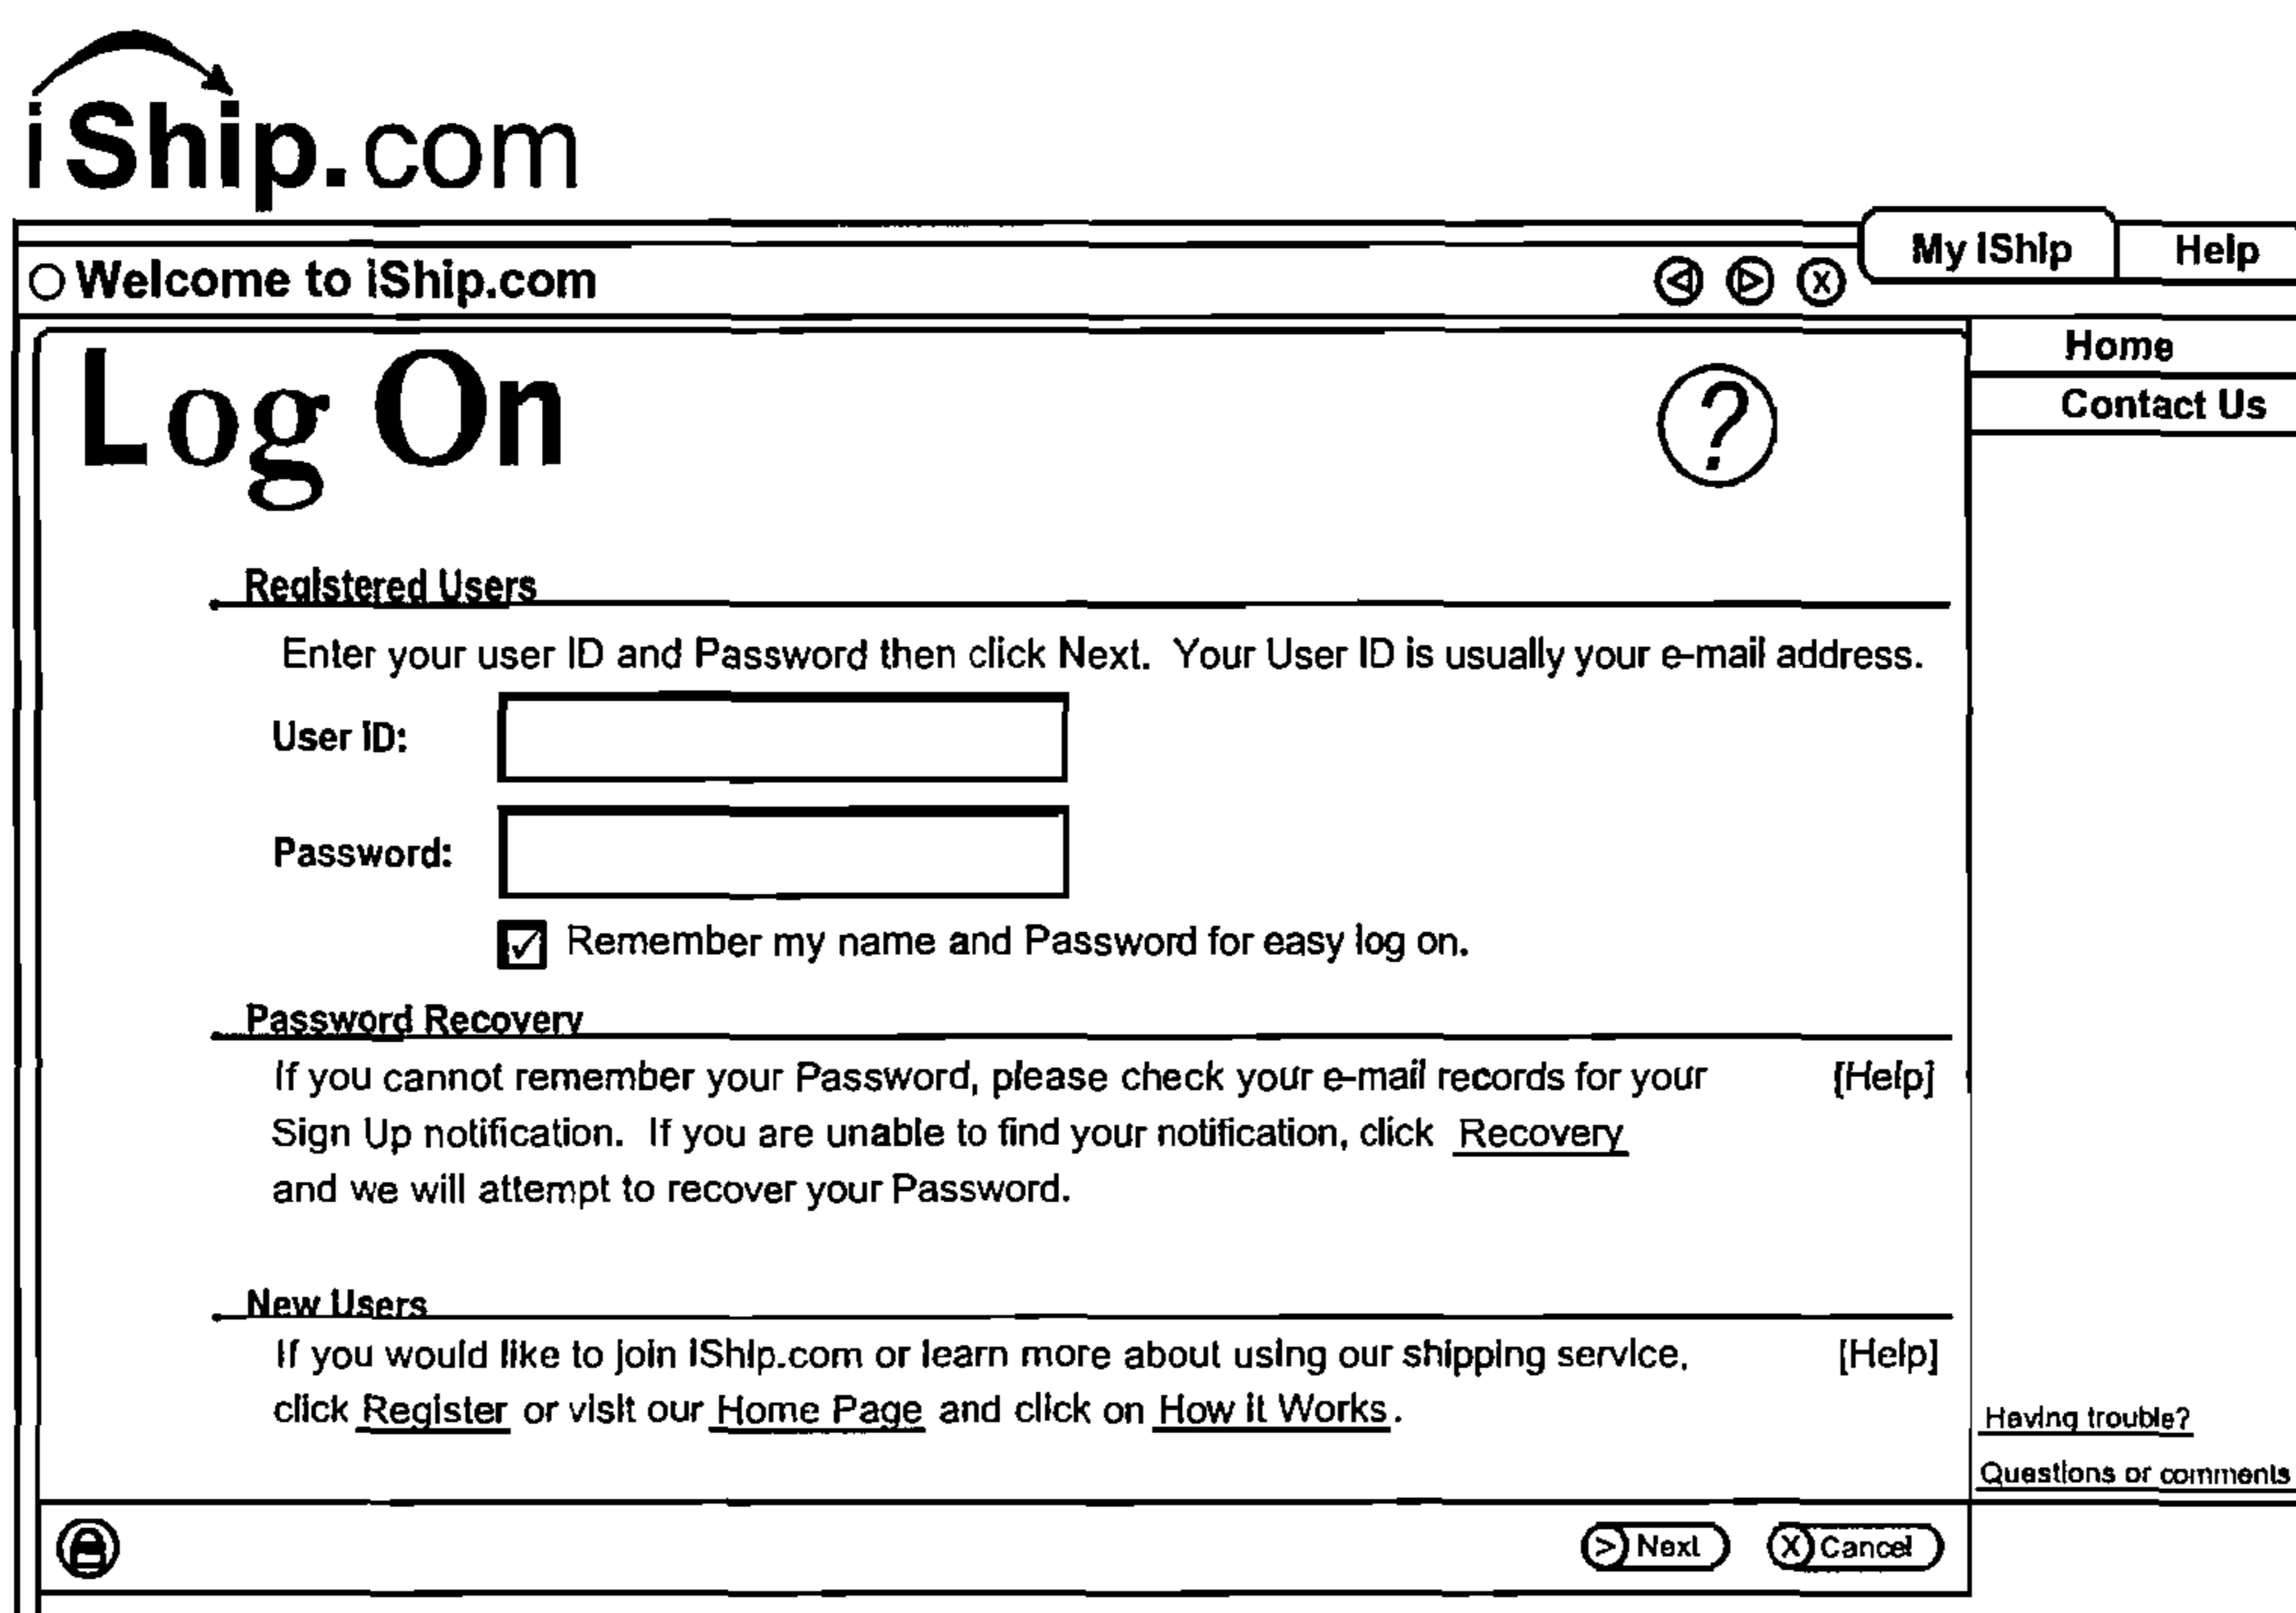 iShip.com
My iShip Help
Welcome to iShip.com
Home
Contact Us
Log On
?
Registered Users
Enter your user ID and Password then click Next. Your User ID is usually your e-mail address.
User ID:
Password:
Remember my name and Password for easy log on.
Password Recovery
If you cannot remember your Password, please check your e-mail records for your [Help]
Sign Up notification. If you are unable to find your notification, click Recovery
and we will attempt to recover your Password.
New Users
If you would like to join iShip.com or learn more about using our shipping service, [Help]
click Register or visit our Home Page and click on How it Works.
Having trouble?
Questions or comments
> Next X Cancel